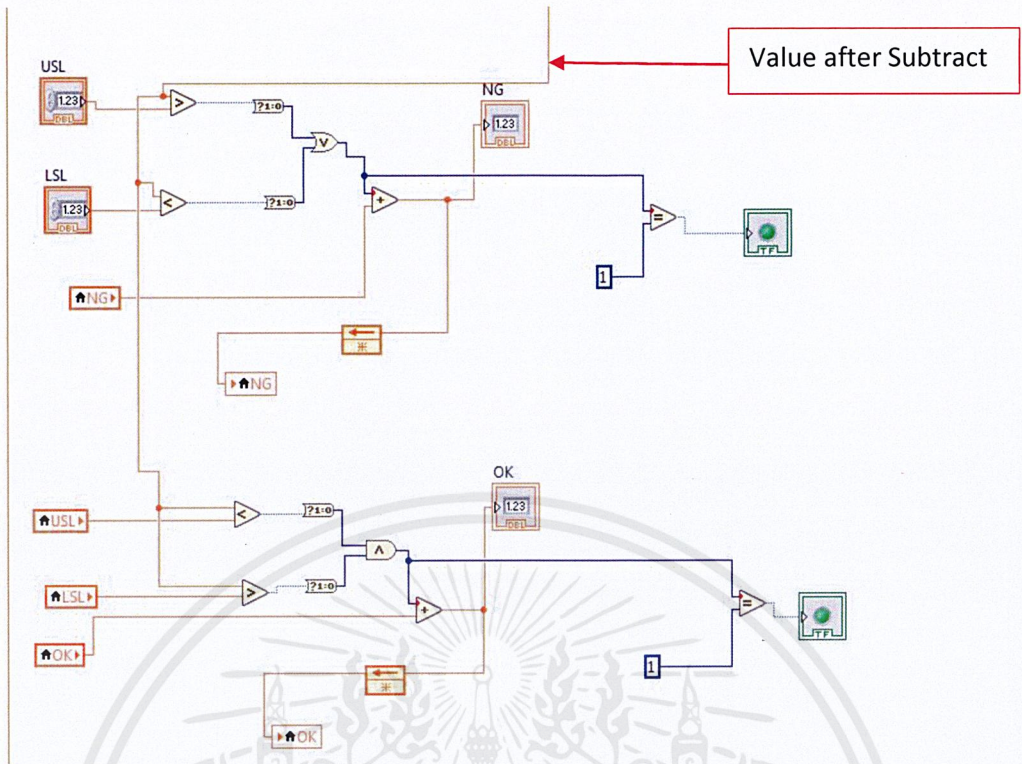 Value after Subtract
USL
1.23
DBL
>
?1:0
NG
1.23
DBL
V
LSL
1.23
DBL
<
?1:0
+
=
TF
1
NG
NG
OK
1.23
DBL
USL
<
?1:0
Λ
LSL
>
?1:0
+
=
TF
OK
1
OK